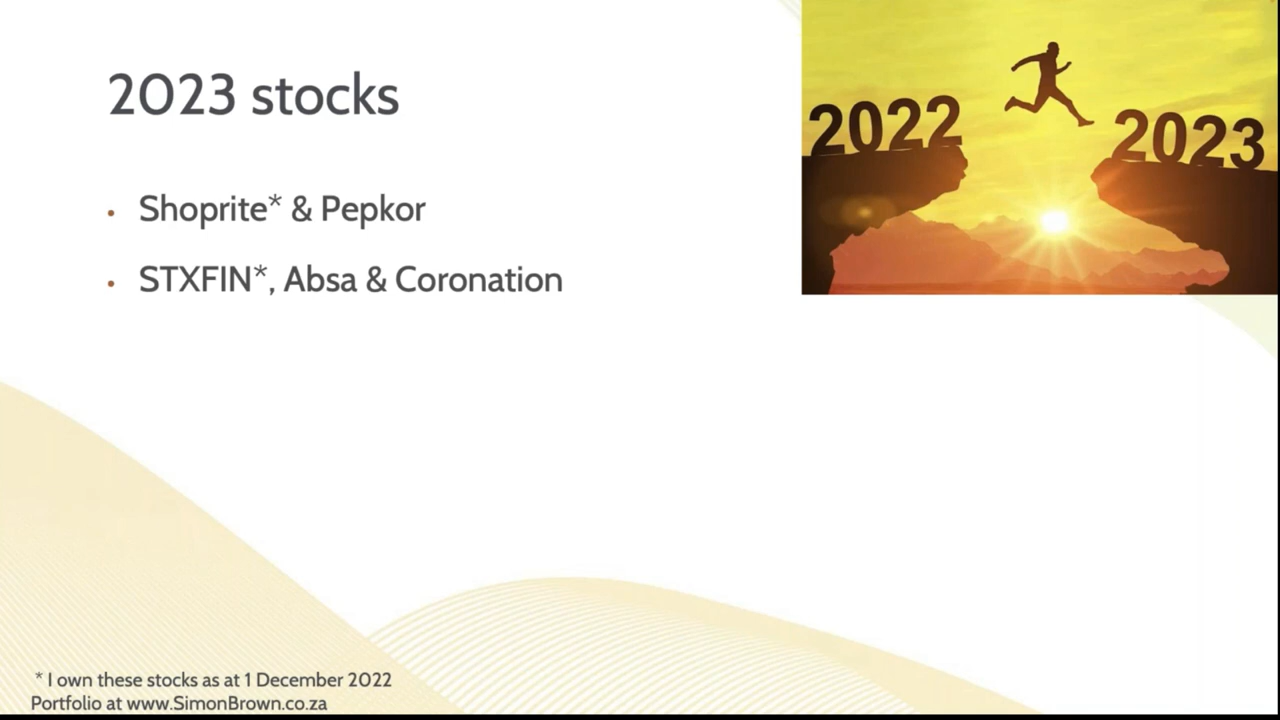 2023 stocks
2022
2023
• Shoprite* & Pepkor
• STXFIN*, Absa & Coronation
* I own these stocks as at 1 December 2022
Portfolio at www.SimonBrown.co.za